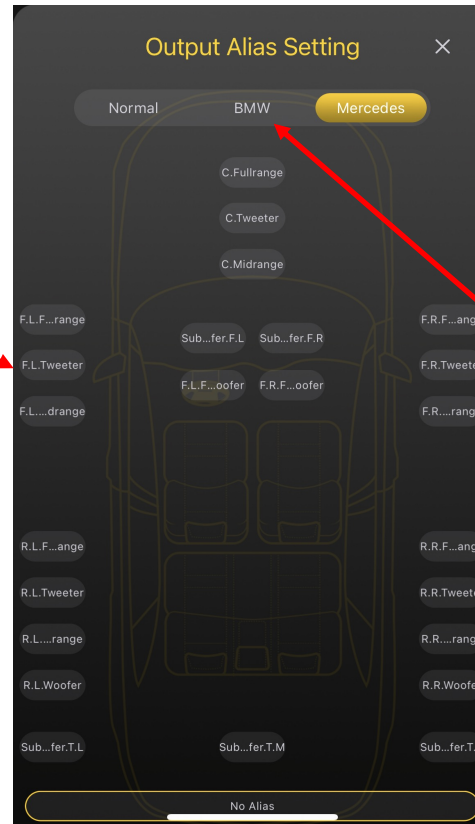 Output Alias Setting ×
Normal BMW Mercedes
C.Fullrange
C.Tweeter
C.Midrange
F.L.F...range F.R.F...ang
Sub...fer.F.L Sub...fer.F.R
F.L.Tweeter F.R.Tweete
F.L.F...oofer F.R.F...oofer
F.L....drange F.R....rang
R.L.F...ange R.R.F...ang
R.L.Tweeter R.R.Tweete
R.L....range R.R....rang
R.L.Woofer R.R.Woofe
Sub...fer.T.L Sub...fer.T.M Sub...fer.T.
No Alias